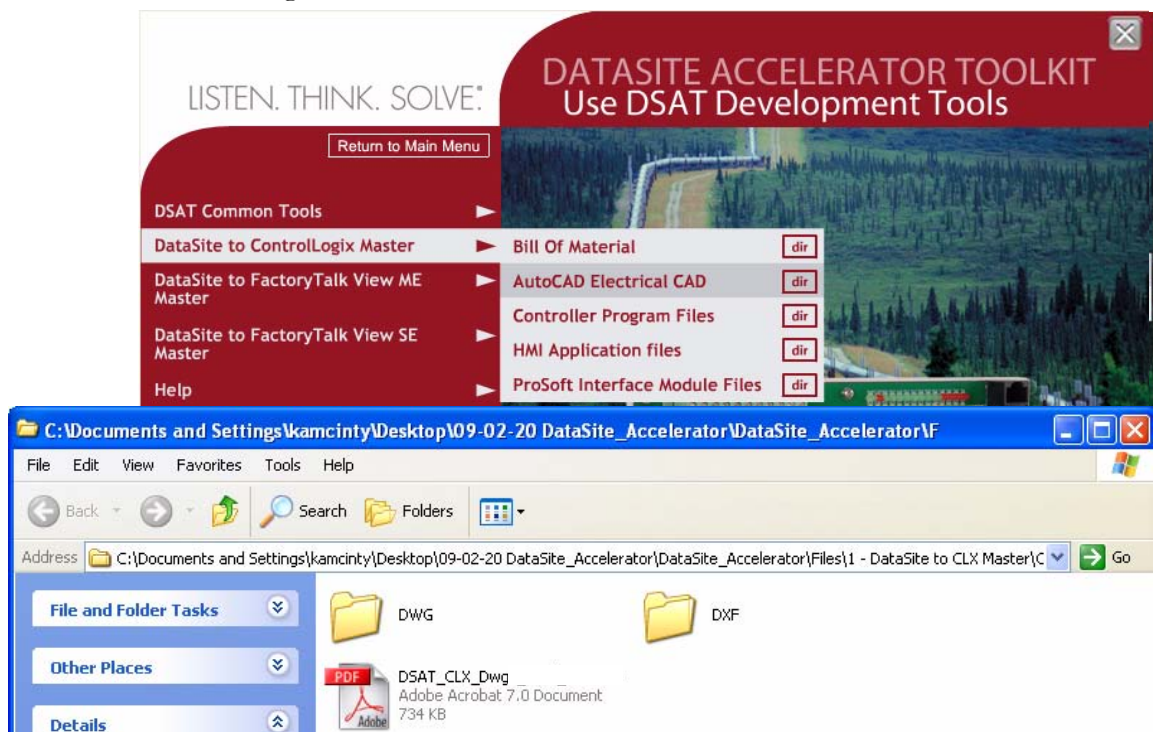 LISTEN. THINK. SOLVE.
DATASITE ACCELERATOR TOOLKIT
Use DSAT Development Tools
Return to Main Menu
DSAT Common Tools
DataSite to ControlLogix Master
DataSite to FactoryTalk View ME
Master
DataSite to FactoryTalk View SE
Master
Help
Bill Of Material dir
AutoCAD Electrical CAD dir
Controller Program Files dir
HMI Application files dir
ProSoft Interface Module Files dir
C:\Documents and Settings\kamcinty\Desktop\09-02-20 DataSite_Accelerator\DataSite_Accelerator\F
File Edit View Favorites Tools Help
Back Search Folders
Address C:\Documents and Settings\kamcinty\Desktop\09-02-20 DataSite_Accelerator\DataSite_Accelerator\Files\1 - DataSite to CLX Master\C Go
File and Folder Tasks
Other Places
Details
DWG DXF
PDF
Adobe
DSAT_CLX_Dwg
Adobe Acrobat 7.0 Document
734 KB